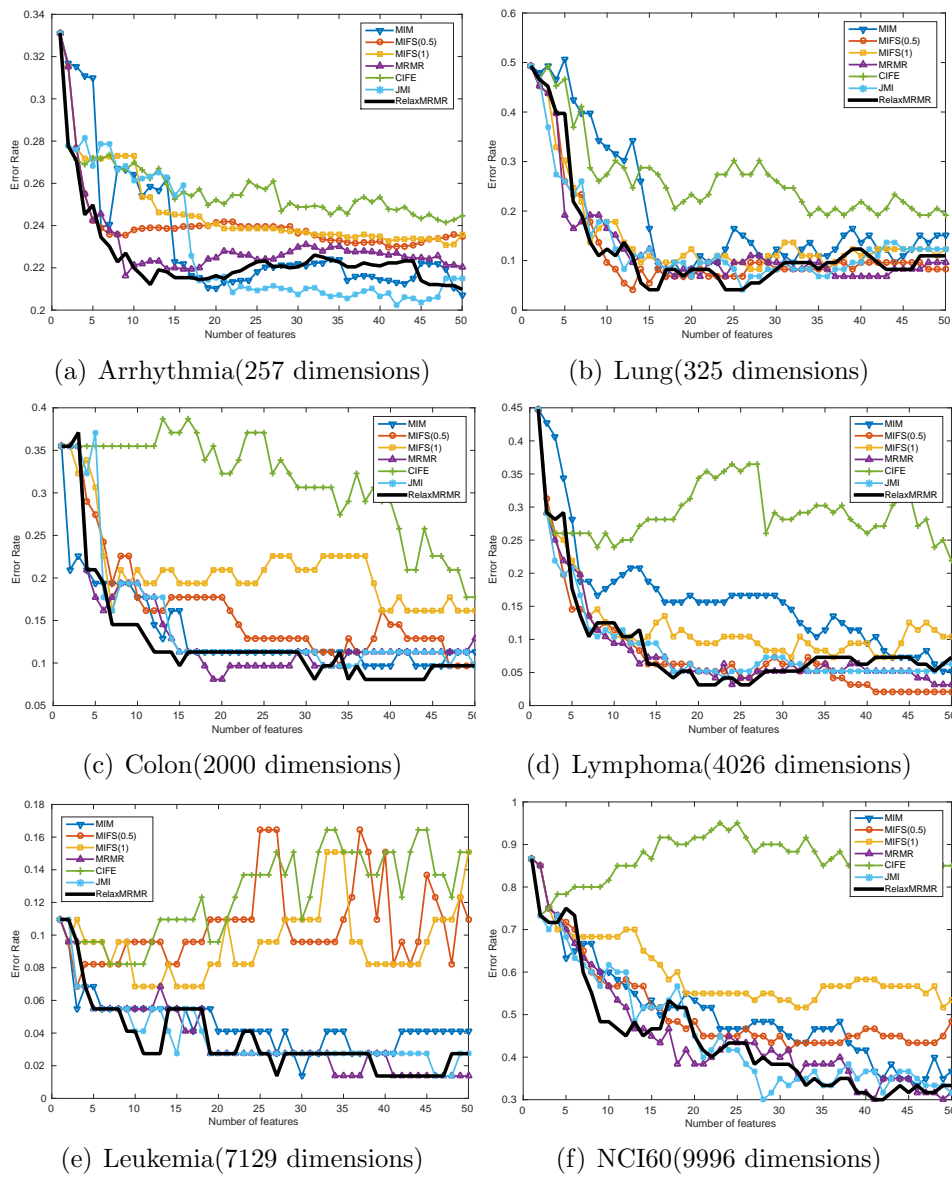 0.34
0.32
0.3
0.28
0.26
0.24
0.22
0.2
Error Rate
0 5 10 15 20 25 30 35 40 45 50
Number of features
MIM
MIFS(0.5)
MIFS(1)
MRMR
CIFE
JMI
RelaxMRMR
(a) Arrhythmia(257 dimensions)
0.6
0.5
0.4
0.3
0.2
0.1
0
Error Rate
0 5 10 15 20 25 30 35 40 45 50
Number of features
MIM
MIFS(0.5)
MIFS(1)
MRMR
CIFE
JMI
RelaxMRMR
(b) Lung(325 dimensions)
0.4
0.35
0.3
0.25
0.2
0.15
0.1
0.05
Error Rate
0 5 10 15 20 25 30 35 40 45 50
Number of features
MIM
MIFS(0.5)
MIFS(1)
MRMR
CIFE
JMI
RelaxMRMR
(c) Colon(2000 dimensions)
0.45
0.4
0.35
0.3
0.25
0.2
0.15
0.1
0.05
0
Error Rate
0 5 10 15 20 25 30 35 40 45 50
Number of features
MIM
MIFS(0.5)
MIFS(1)
MRMR
CIFE
JMI
RelaxMRMR
(d) Lymphoma(4026 dimensions)
0.18
0.16
0.14
0.12
0.1
0.08
0.06
0.04
0.02
0
Error Rate
0 5 10 15 20 25 30 35 40 45 50
Number of features
MIM
MIFS(0.5)
MIFS(1)
MRMR
CIFE
JMI
RelaxMRMR
(e) Leukemia(7129 dimensions)
1
0.9
0.8
0.7
0.6
0.5
0.4
0.3
Error Rate
0 5 10 15 20 25 30 35 40 45 50
Number of features
MIM
MIFS(0.5)
MIFS(1)
MRMR
CIFE
JMI
RelaxMRMR
(f) NCI60(9996 dimensions)